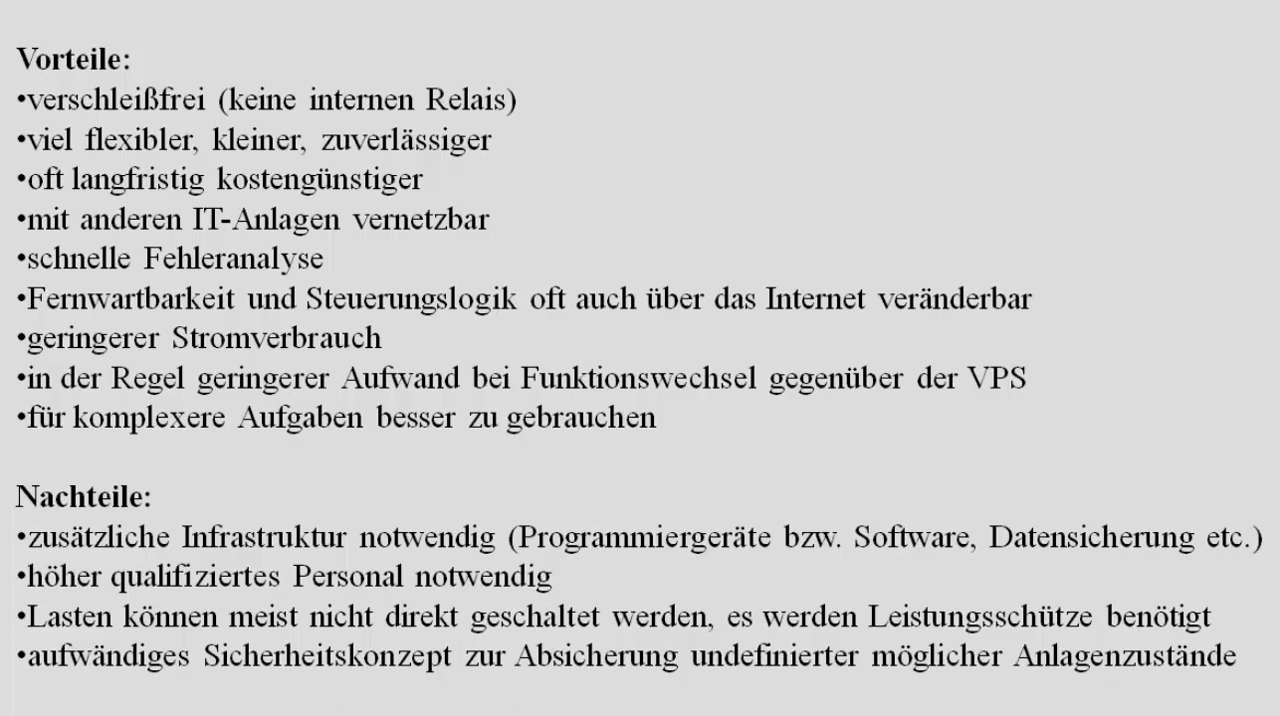 Vorteile:
•verschleißfrei (keine internen Relais)
•viel flexibler, kleiner, zuverlässiger
•oft langfristig kostengünstiger
•mit anderen IT-Anlagen vernetzbar
•schnelle Fehleranalyse
•Fernwartbarkeit und Steuerungslogik oft auch über das Internet veränderbar
•geringerer Stromverbrauch
•in der Regel geringerer Aufwand bei Funktionswechsel gegenüber der VPS
•für komplexere Aufgaben besser zu gebrauchen
Nachteile:
•zusätzliche Infrastruktur notwendig (Programmiergeräte bzw. Software, Datensicherung etc.)
•höher qualifiziertes Personal notwendig
•Lasten können meist nicht direkt geschaltet werden, es werden Leistungsschütze benötigt
•aufwändiges Sicherheitskonzept zur Absicherung undefinierter möglicher Anlagenzustände